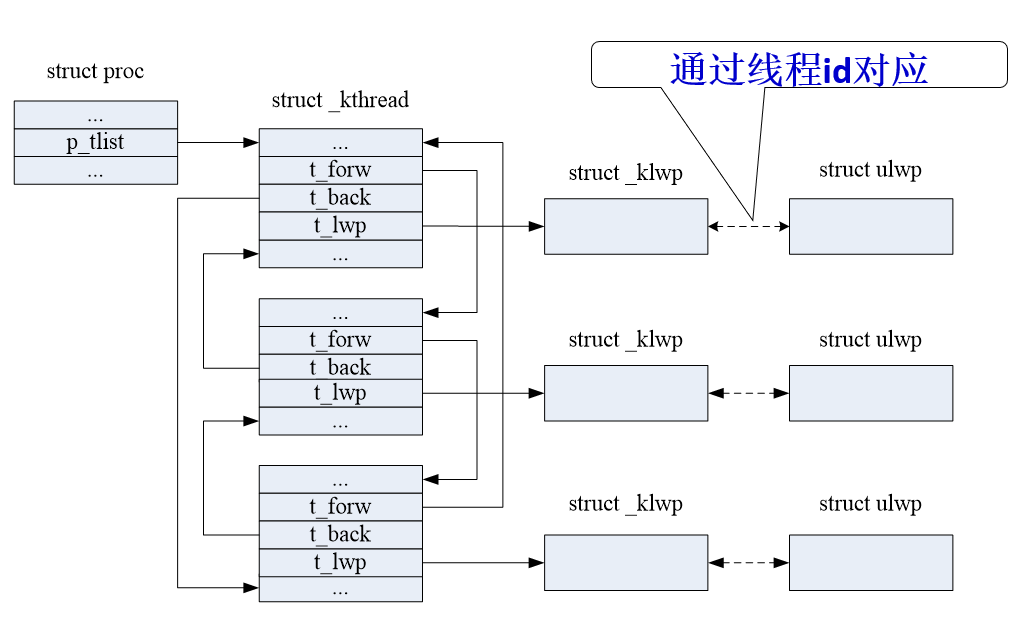 通过线程id对应
struct proc
...
p_tlist
...
struct _kthread
...
t_forw
t_back
t_lwp
...
struct _klwp
struct ulwp
...
t_forw
t_back
t_lwp
...
struct _klwp
struct ulwp
...
t_forw
t_back
t_lwp
...
struct _klwp
struct ulwp